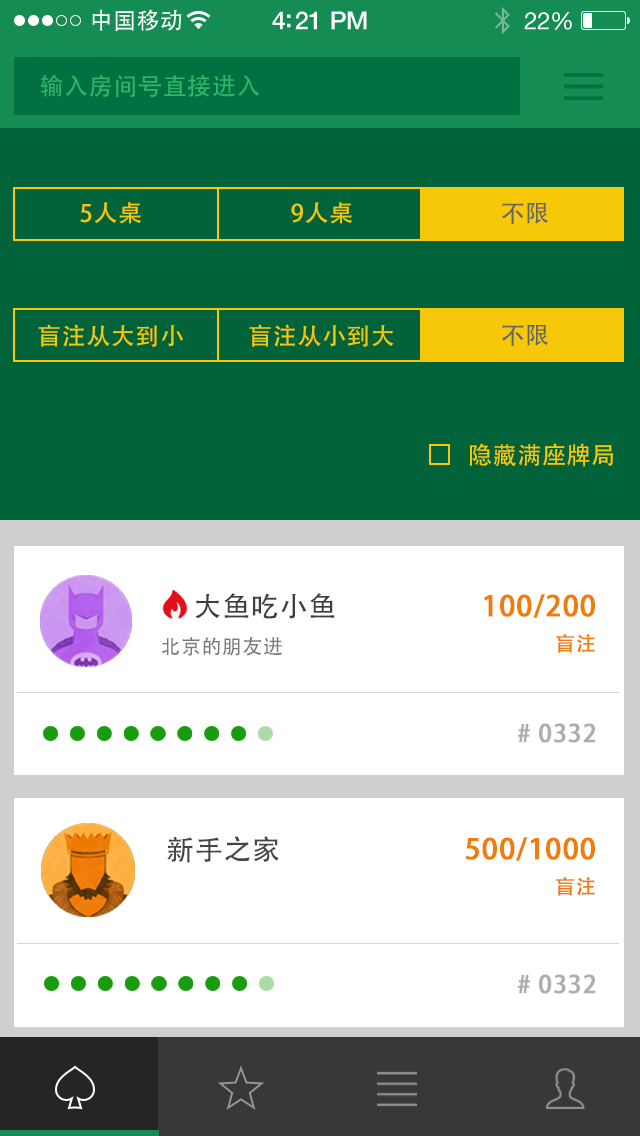 中国移动 4:21 PM 22%
输入房间号直接进入
5人桌 9人桌 不限
盲注从大到小 盲注从小到大 不限
隐藏满座牌局
大鱼吃小鱼 100/200
北京的朋友进 盲注
# 0332
新手之家 500/1000
盲注
# 0332